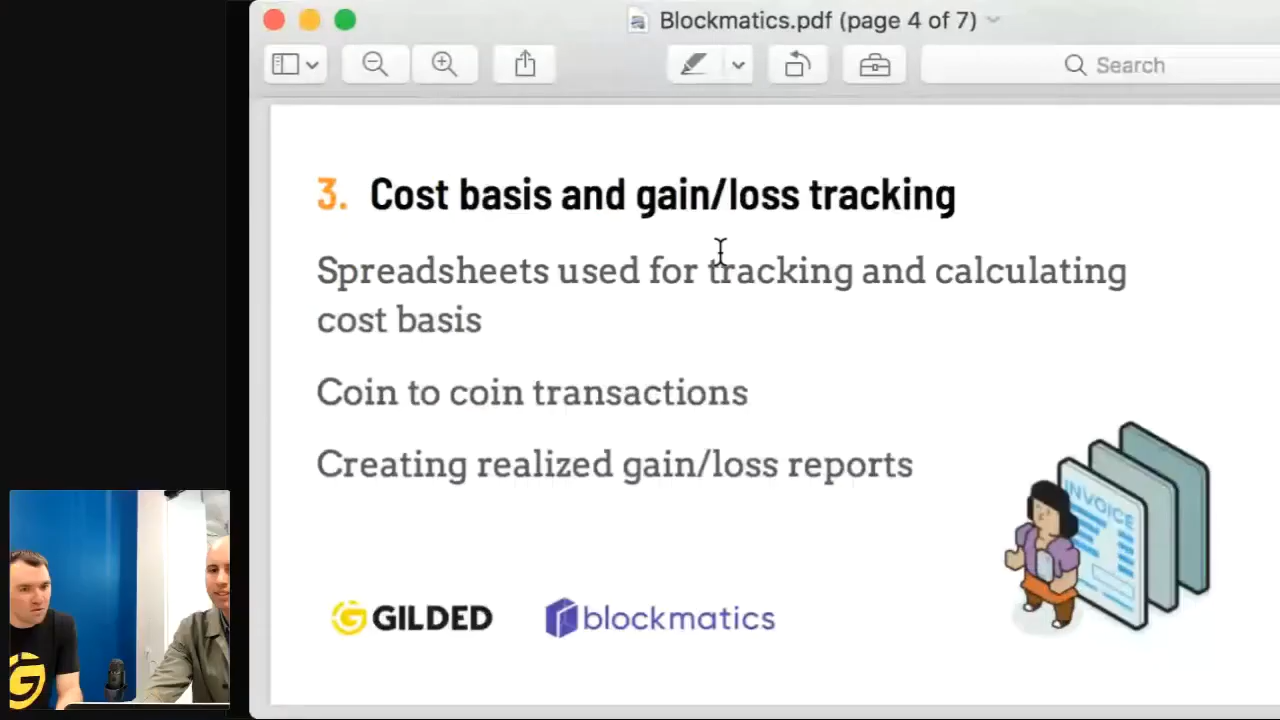 Blockmatics.pdf (page 4 of 7)
Search
3. Cost basis and gain/loss tracking
Spreadsheets used for tracking and calculating
cost basis
Coin to coin transactions
Creating realized gain/loss reports
INVOICE
GILDED
blockmatics
G